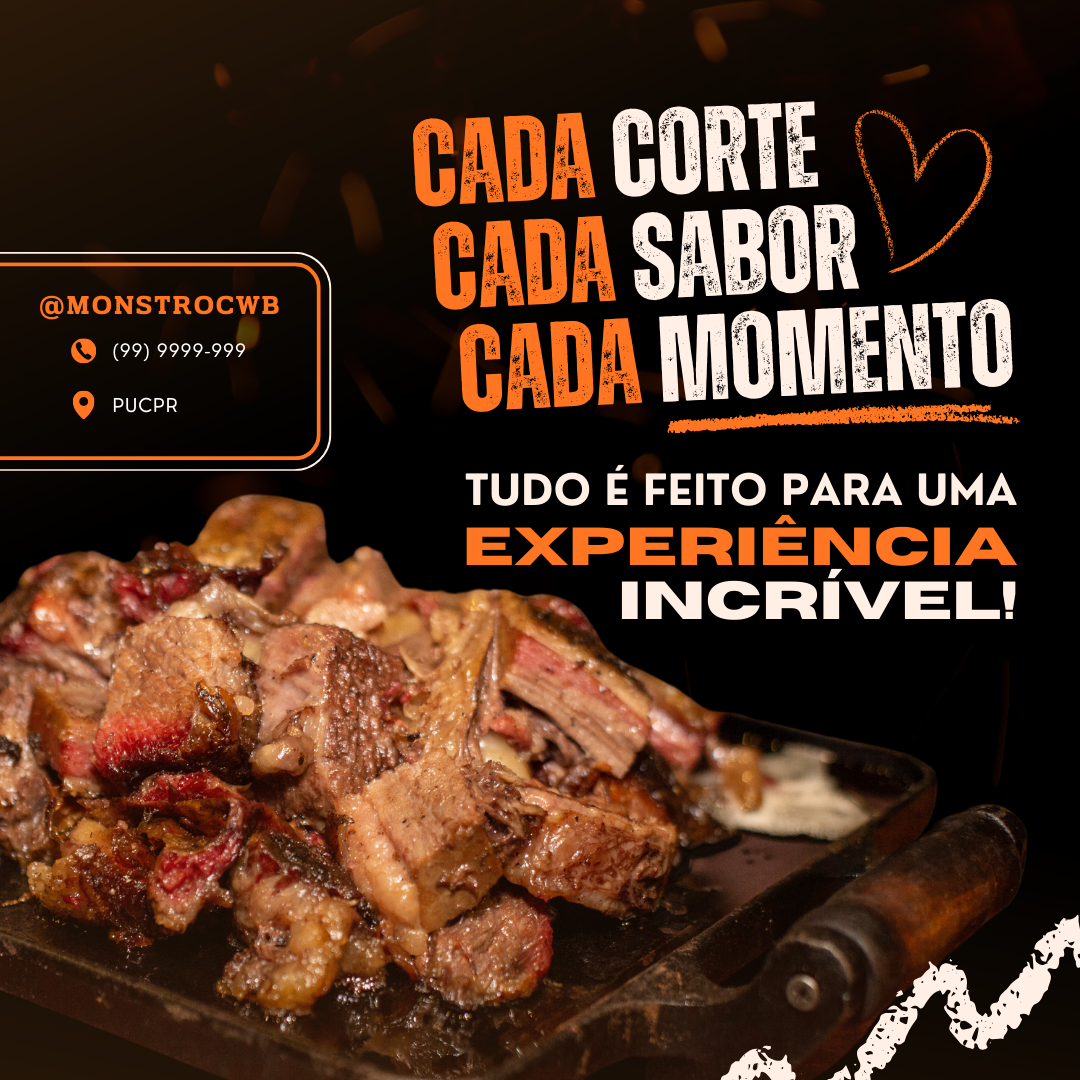 CADA CORTE
CADA SABOR
CADA MOMENTO
@MONSTROCWB
(99) 9999-999
PUCPR
TUDO É FEITO PARA UMA
EXPERIÊNCIA
INCRÍVEL!